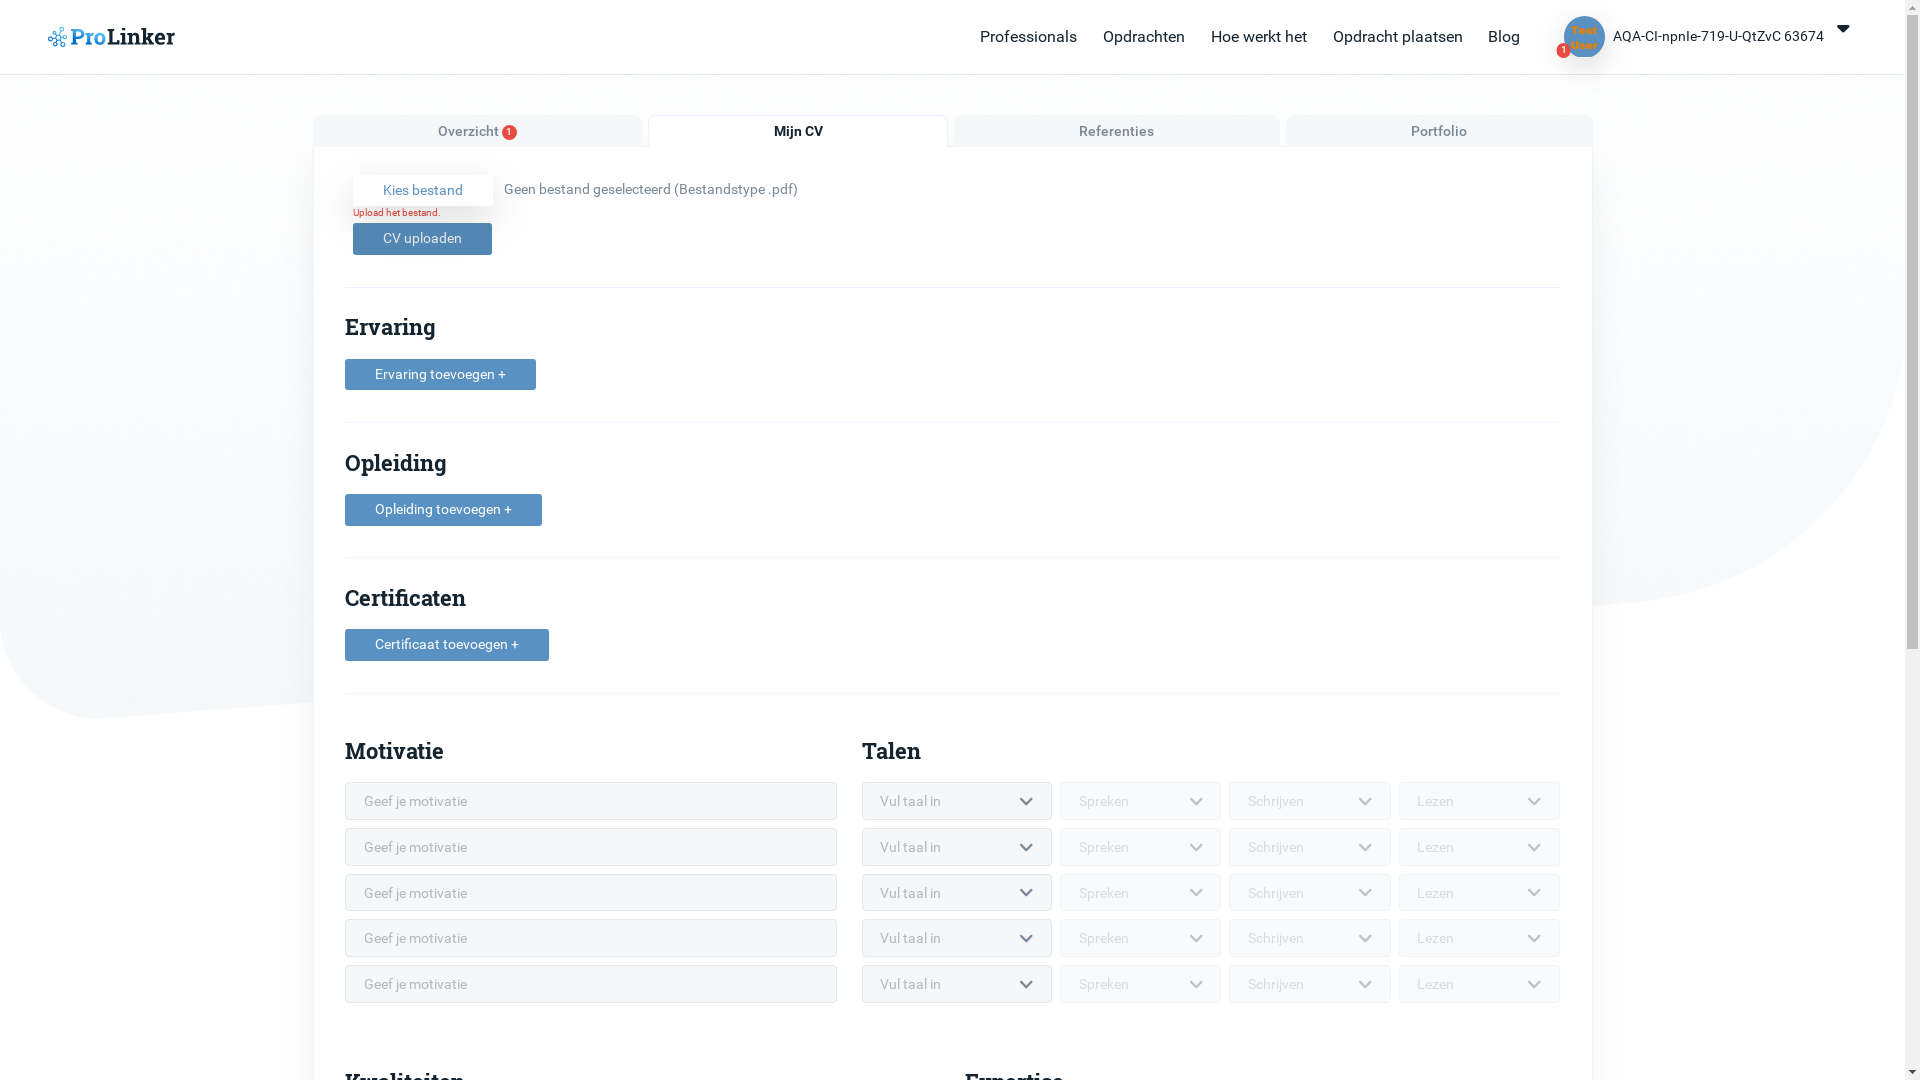 ProLinker
Professionals Opdrachten Hoe werkt het Opdracht plaatsen Blog
Test User
1
AQA-CI-npnIe-719-U-QtZvC 63674
Overzicht 1
Mijn CV
Referenties
Portfolio
Kies bestand Geen bestand geselecteerd (Bestandstype .pdf)
Upload het bestand.
CV uploaden
Ervaring
Ervaring toevoegen +
Opleiding
Opleiding toevoegen +
Certificaten
Certificaat toevoegen +
Motivatie
Geef je motivatie
Geef je motivatie
Geef je motivatie
Geef je motivatie
Geef je motivatie
Talen
Vul taal in Spreken Schrijven Lezen
Vul taal in Spreken Schrijven Lezen
Vul taal in Spreken Schrijven Lezen
Vul taal in Spreken Schrijven Lezen
Vul taal in Spreken Schrijven Lezen
Kwaliteiten
Expertise